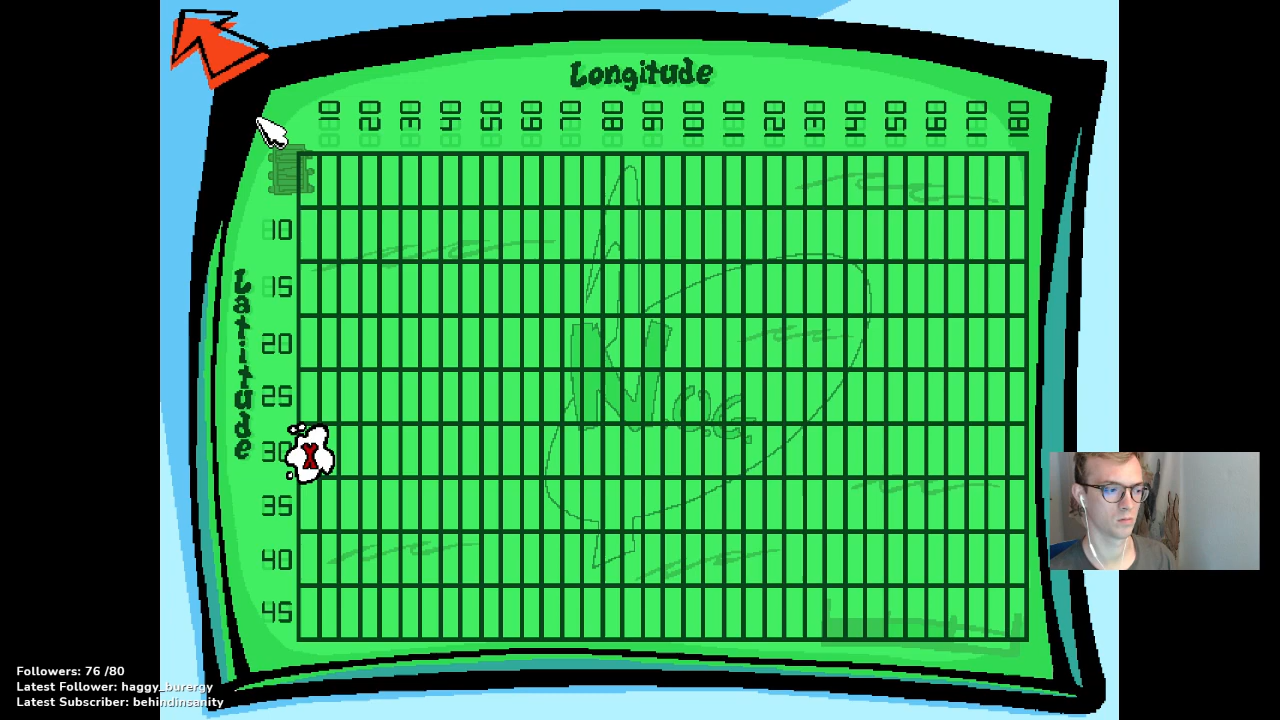 Longitude
10 20 30 40 50 60 70 80 90 100 110 120 130 140 150 160 170 180
Latitude
10
15
20
25
30
35
40
45
X
N.O.G.
Followers: 76 /80
Latest Follower: haggy_burergy
Latest Subscriber: behindinsanity